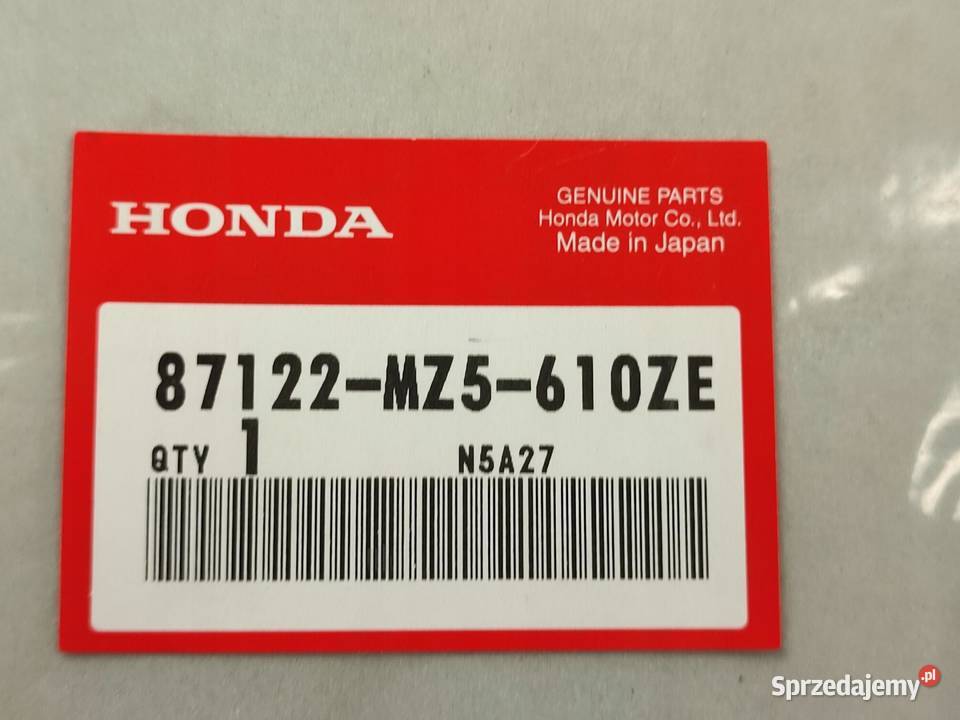 HONDA
GENUINE PARTS
Honda Motor Co., Ltd.
Made in Japan
87122-MZ5-610ZE
QTY 1 N5A27
Sprzedajemy.pl